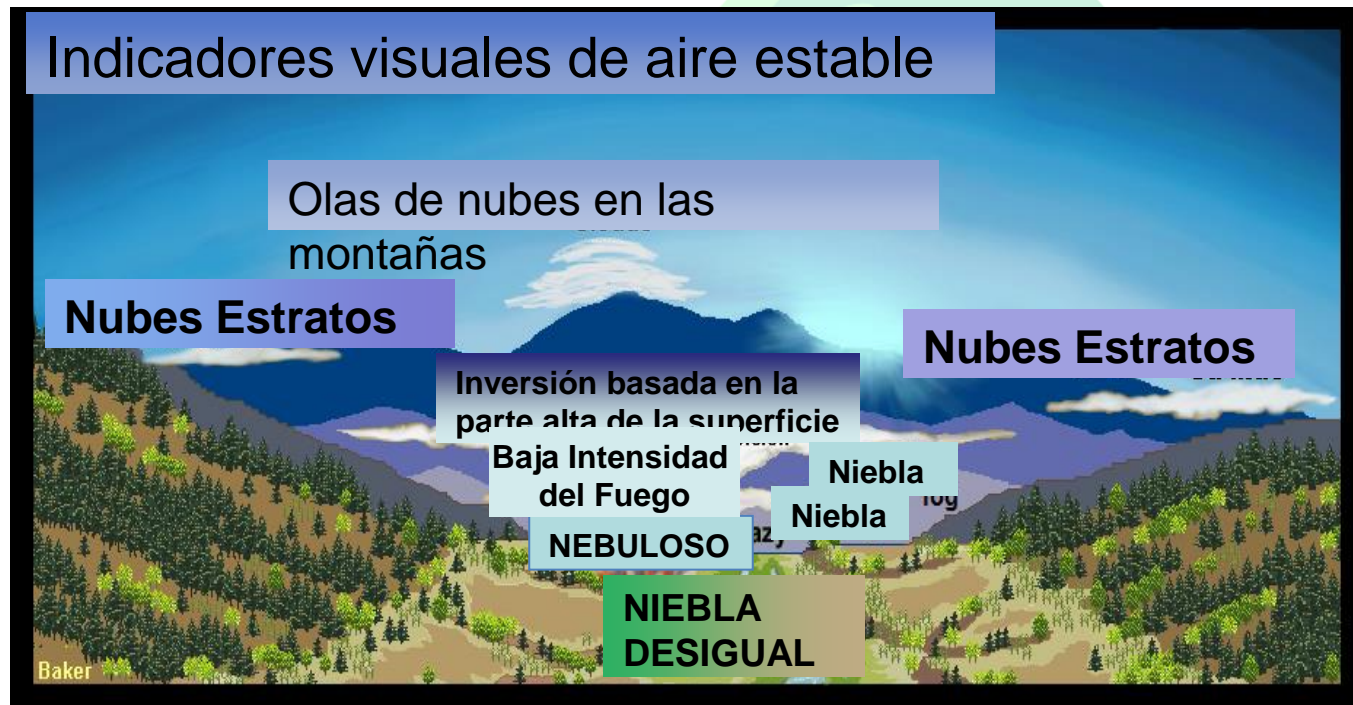 Indicadores visuales de aire estable
Olas de nubes en las
montañas
Nubes Estratos
Nubes Estratos
Inversión basada en la
parte alta de la superficie
Baja Intensidad
del Fuego
Niebla
fog
Niebla
NEBULOSO
NIEBLA
DESIGUAL
Baker